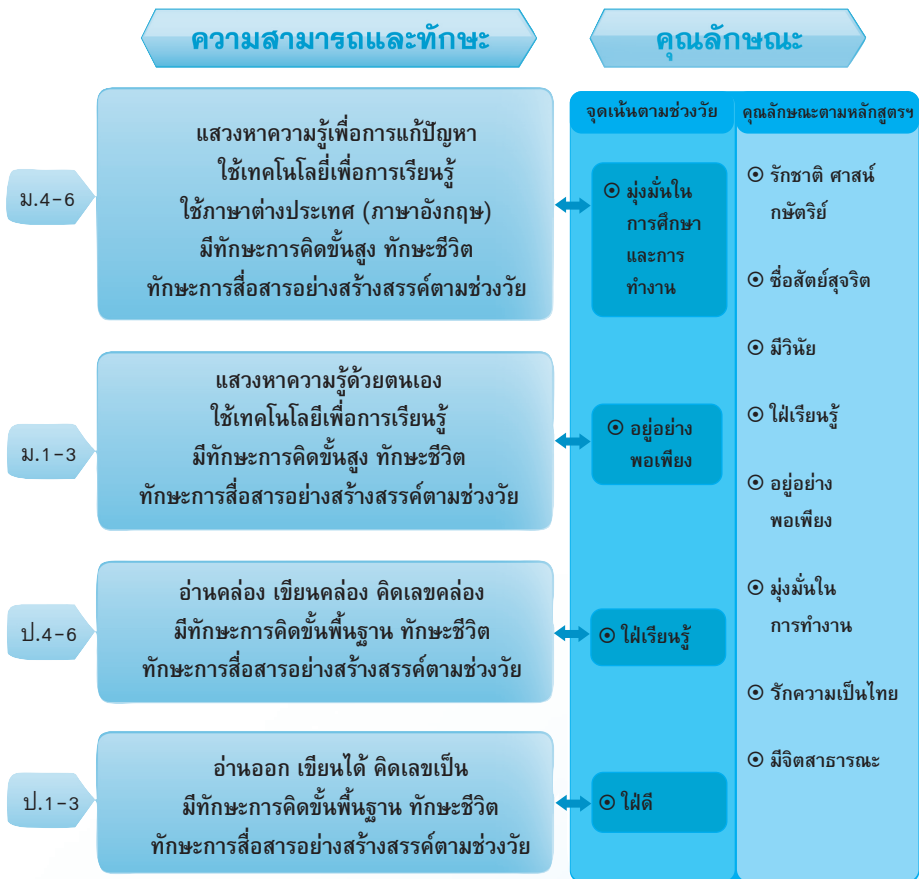 ความสามารถและทักษะ
คุณลักษณะ
จุดเน้นตามช่วงวัย
คุณลักษณะตามหลักสูตรฯ
ม.4-6
แสวงหาความรู้เพื่อการแก้ปัญหา
ใช้เทคโนโลยี่เพื่อการเรียนรู้
ใช้ภาษาต่างประเทศ (ภาษาอังกฤษ)
มีทักษะการคิดขั้นสูง ทักษะชีวิต
ทักษะการสื่อสารอย่างสร้างสรรค์ตามช่วงวัย
⊙ มุ่งมั่นใน
การศึกษา
และการ
ทำงาน
ม.1-3
แสวงหาความรู้ด้วยตนเอง
ใช้เทคโนโลยีเพื่อการเรียนรู้
มีทักษะการคิดขั้นสูง ทักษะชีวิต
ทักษะการสื่อสารอย่างสร้างสรรค์ตามช่วงวัย
⊙ อยู่อย่าง
พอเพียง
ป.4-6
อ่านคล่อง เขียนคล่อง คิดเลขคล่อง
มีทักษะการคิดขั้นพื้นฐาน ทักษะชีวิต
ทักษะการสื่อสารอย่างสร้างสรรค์ตามช่วงวัย
⊙ ใฝ่เรียนรู้
ป.1-3
อ่านออก เขียนได้ คิดเลขเป็น
มีทักษะการคิดขั้นพื้นฐาน ทักษะชีวิต
ทักษะการสื่อสารอย่างสร้างสรรค์ตามช่วงวัย
⊙ ใฝ่ดี
⊙ รักชาติ ศาสน์
กษัตริย์
⊙ ซื่อสัตย์สุจริต
⊙ มีวินัย
⊙ ใฝ่เรียนรู้
⊙ อยู่อย่าง
พอเพียง
⊙ มุ่งมั่นใน
การทำงาน
⊙ รักความเป็นไทย
⊙ มีจิตสาธารณะ